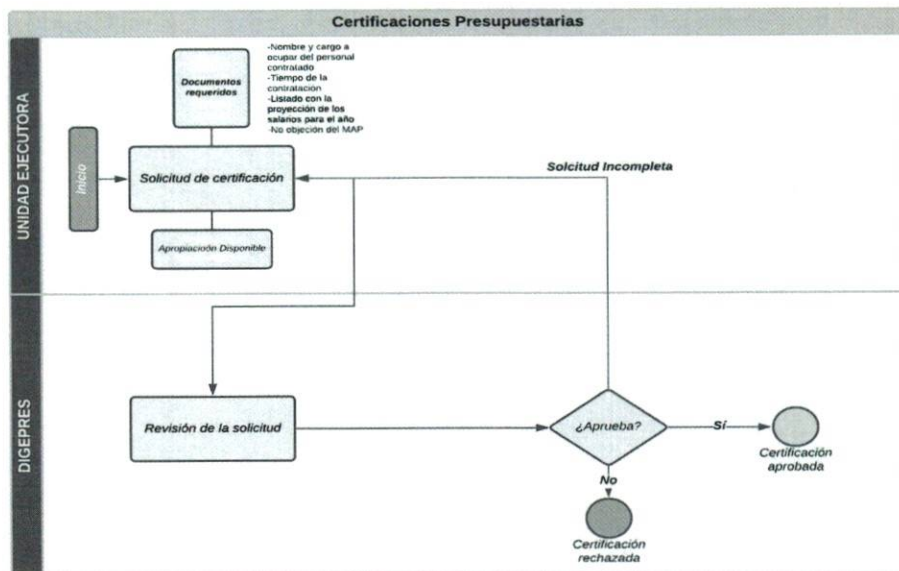 Certificaciones Presupuestarias
UNIDAD EJECUTORA
Inicio
Documentos
requeridos
-Nombre y cargo a
ocupar del personal
contratado
-Tiempo de la
contratación
-Listado con la
proyección de los
salarios para el año
-No objeción del MAP
Solicitud de certificación
Solcitud Incompleta
Apropiaciión Disponible
DIGEPRES
Revisión de la solicitud
¿Aprueba?
Sí
Certificación
aprobada
No
Certificación
rechazada